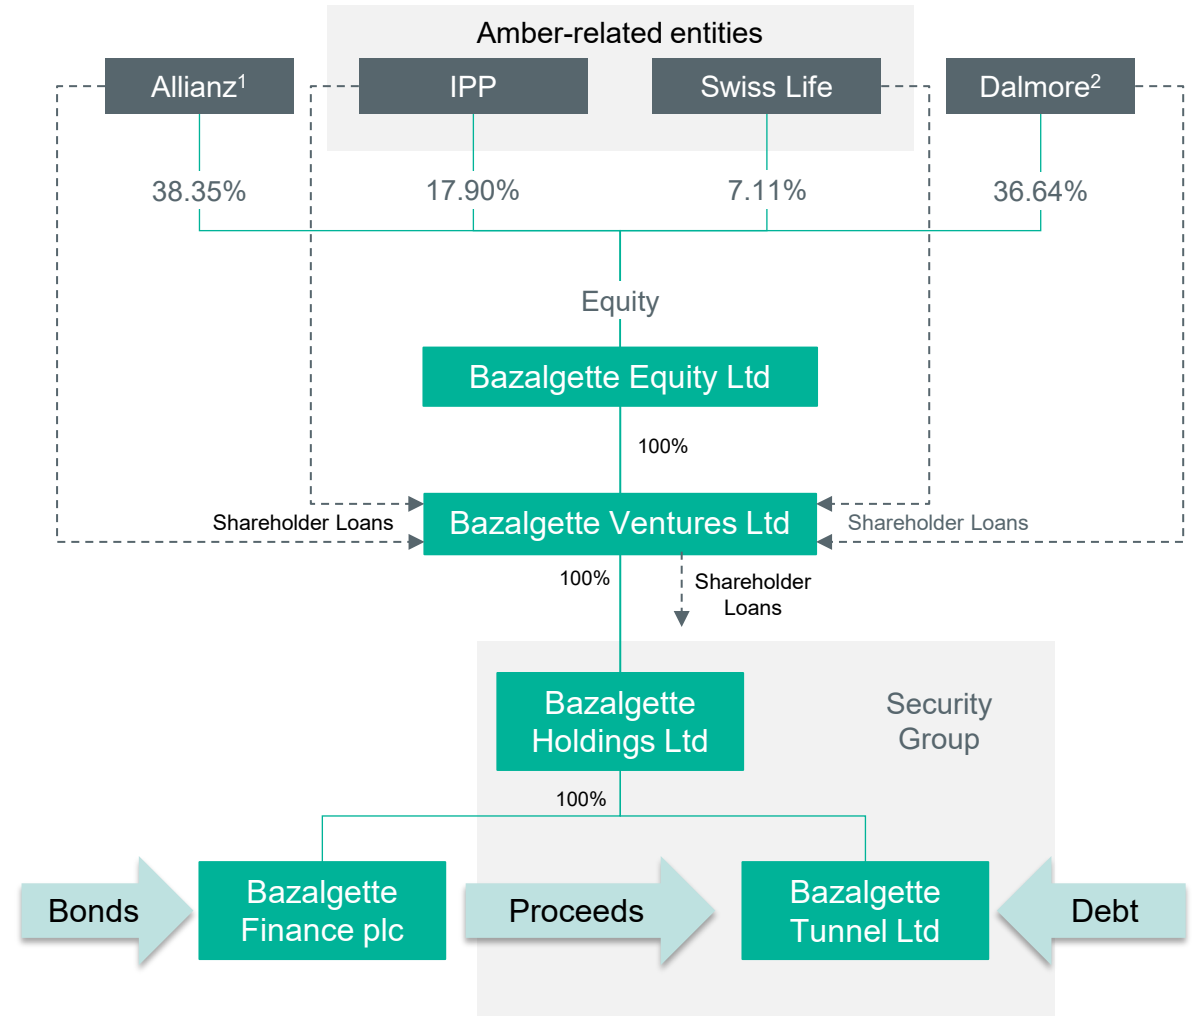 Amber-related entities
Allianz¹
IPP
Swiss Life
Dalmore²
38.35%
17.90%
7.11%
36.64%
Equity
Bazalgette Equity Ltd
100%
Shareholder Loans
Bazalgette Ventures Ltd
Shareholder Loans
100%
Shareholder
Loans
Bazalgette
Holdings Ltd
Security
Group
100%
Bonds
Bazalgette
Finance plc
Proceeds
Bazalgette
Tunnel Ltd
Debt